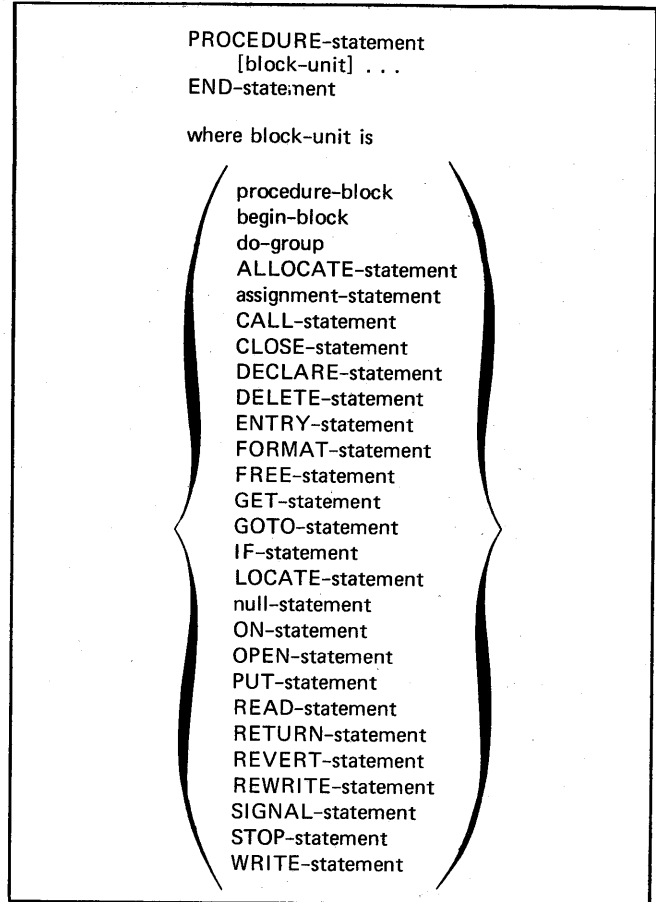 PROCEDURE-statement
[block-unit] . . .
END-statement
where block-unit is
procedure-block
begin-block
do-group
ALLOCATE-statement
assignment-statement
CALL-statement
CLOSE-statement
DECLARE-statement
DELETE-statement
ENTRY-statement
FORMAT-statement
FREE-statement
GET-statement
GOTO-statement
IF-statement
LOCATE-statement
null-statement
ON-statement
OPEN-statement
PUT-statement
READ-statement
RETURN-statement
REVERT-statement
REWRITE-statement
SIGNAL-statement
STOP-statement
WRITE-statement